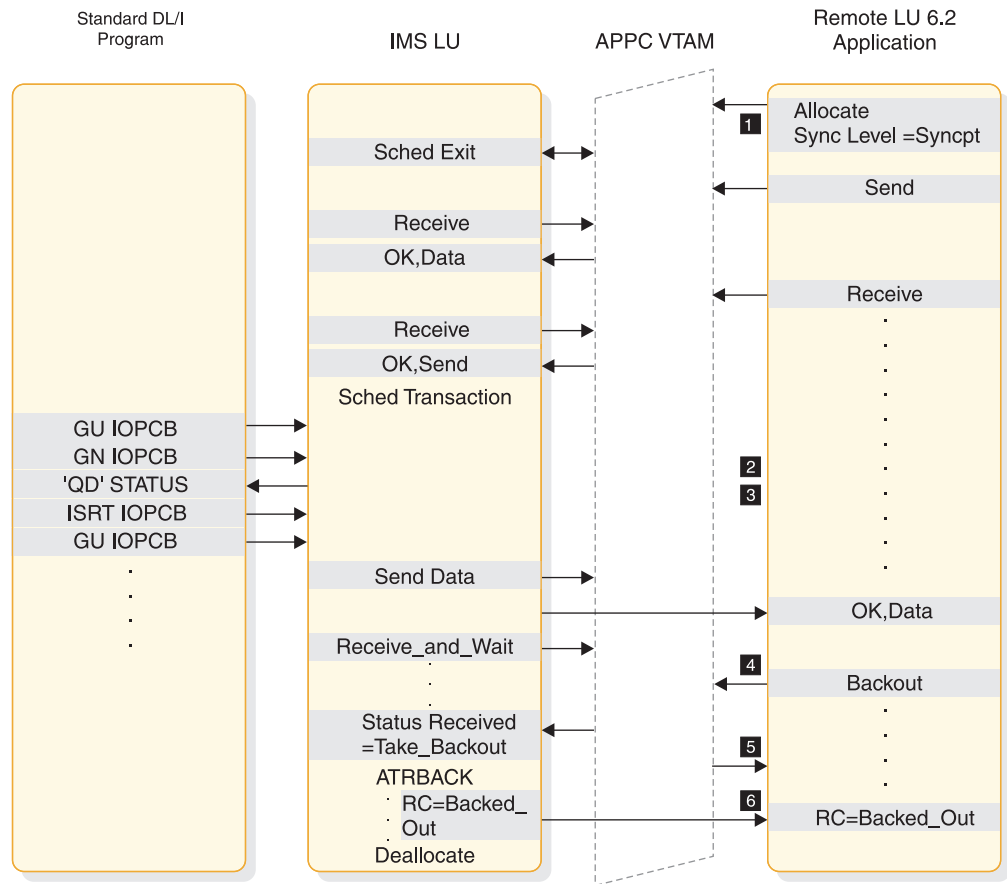 Standard DL/I
Program
IMS LU
APPC VTAM
Remote LU 6.2
Application
1
Allocate
Sync Level =Syncpt
Sched Exit
Send
Receive
OK,Data
Receive
Receive
OK,Send
Sched Transaction
GU IOPCB
GN IOPCB
2
'QD' STATUS
3
ISRT IOPCB
GU IOPCB
Send Data
OK,Data
Receive_and_Wait
4
Backout
Status Received
=Take_Backout
5
ATRBACK
RC=Backed_
Out
6
RC=Backed_Out
Deallocate